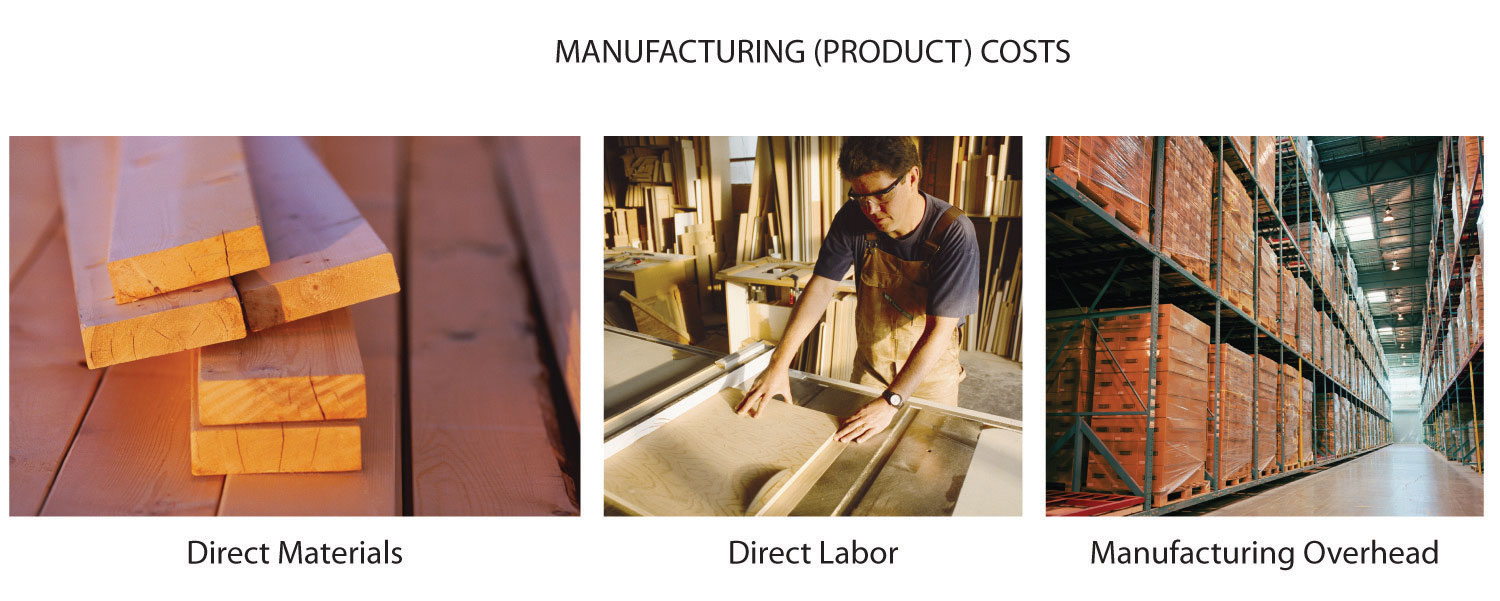 MANUFACTURING (PRODUCT) COSTS
Direct Materials
Direct Labor
Manufacturing Overhead